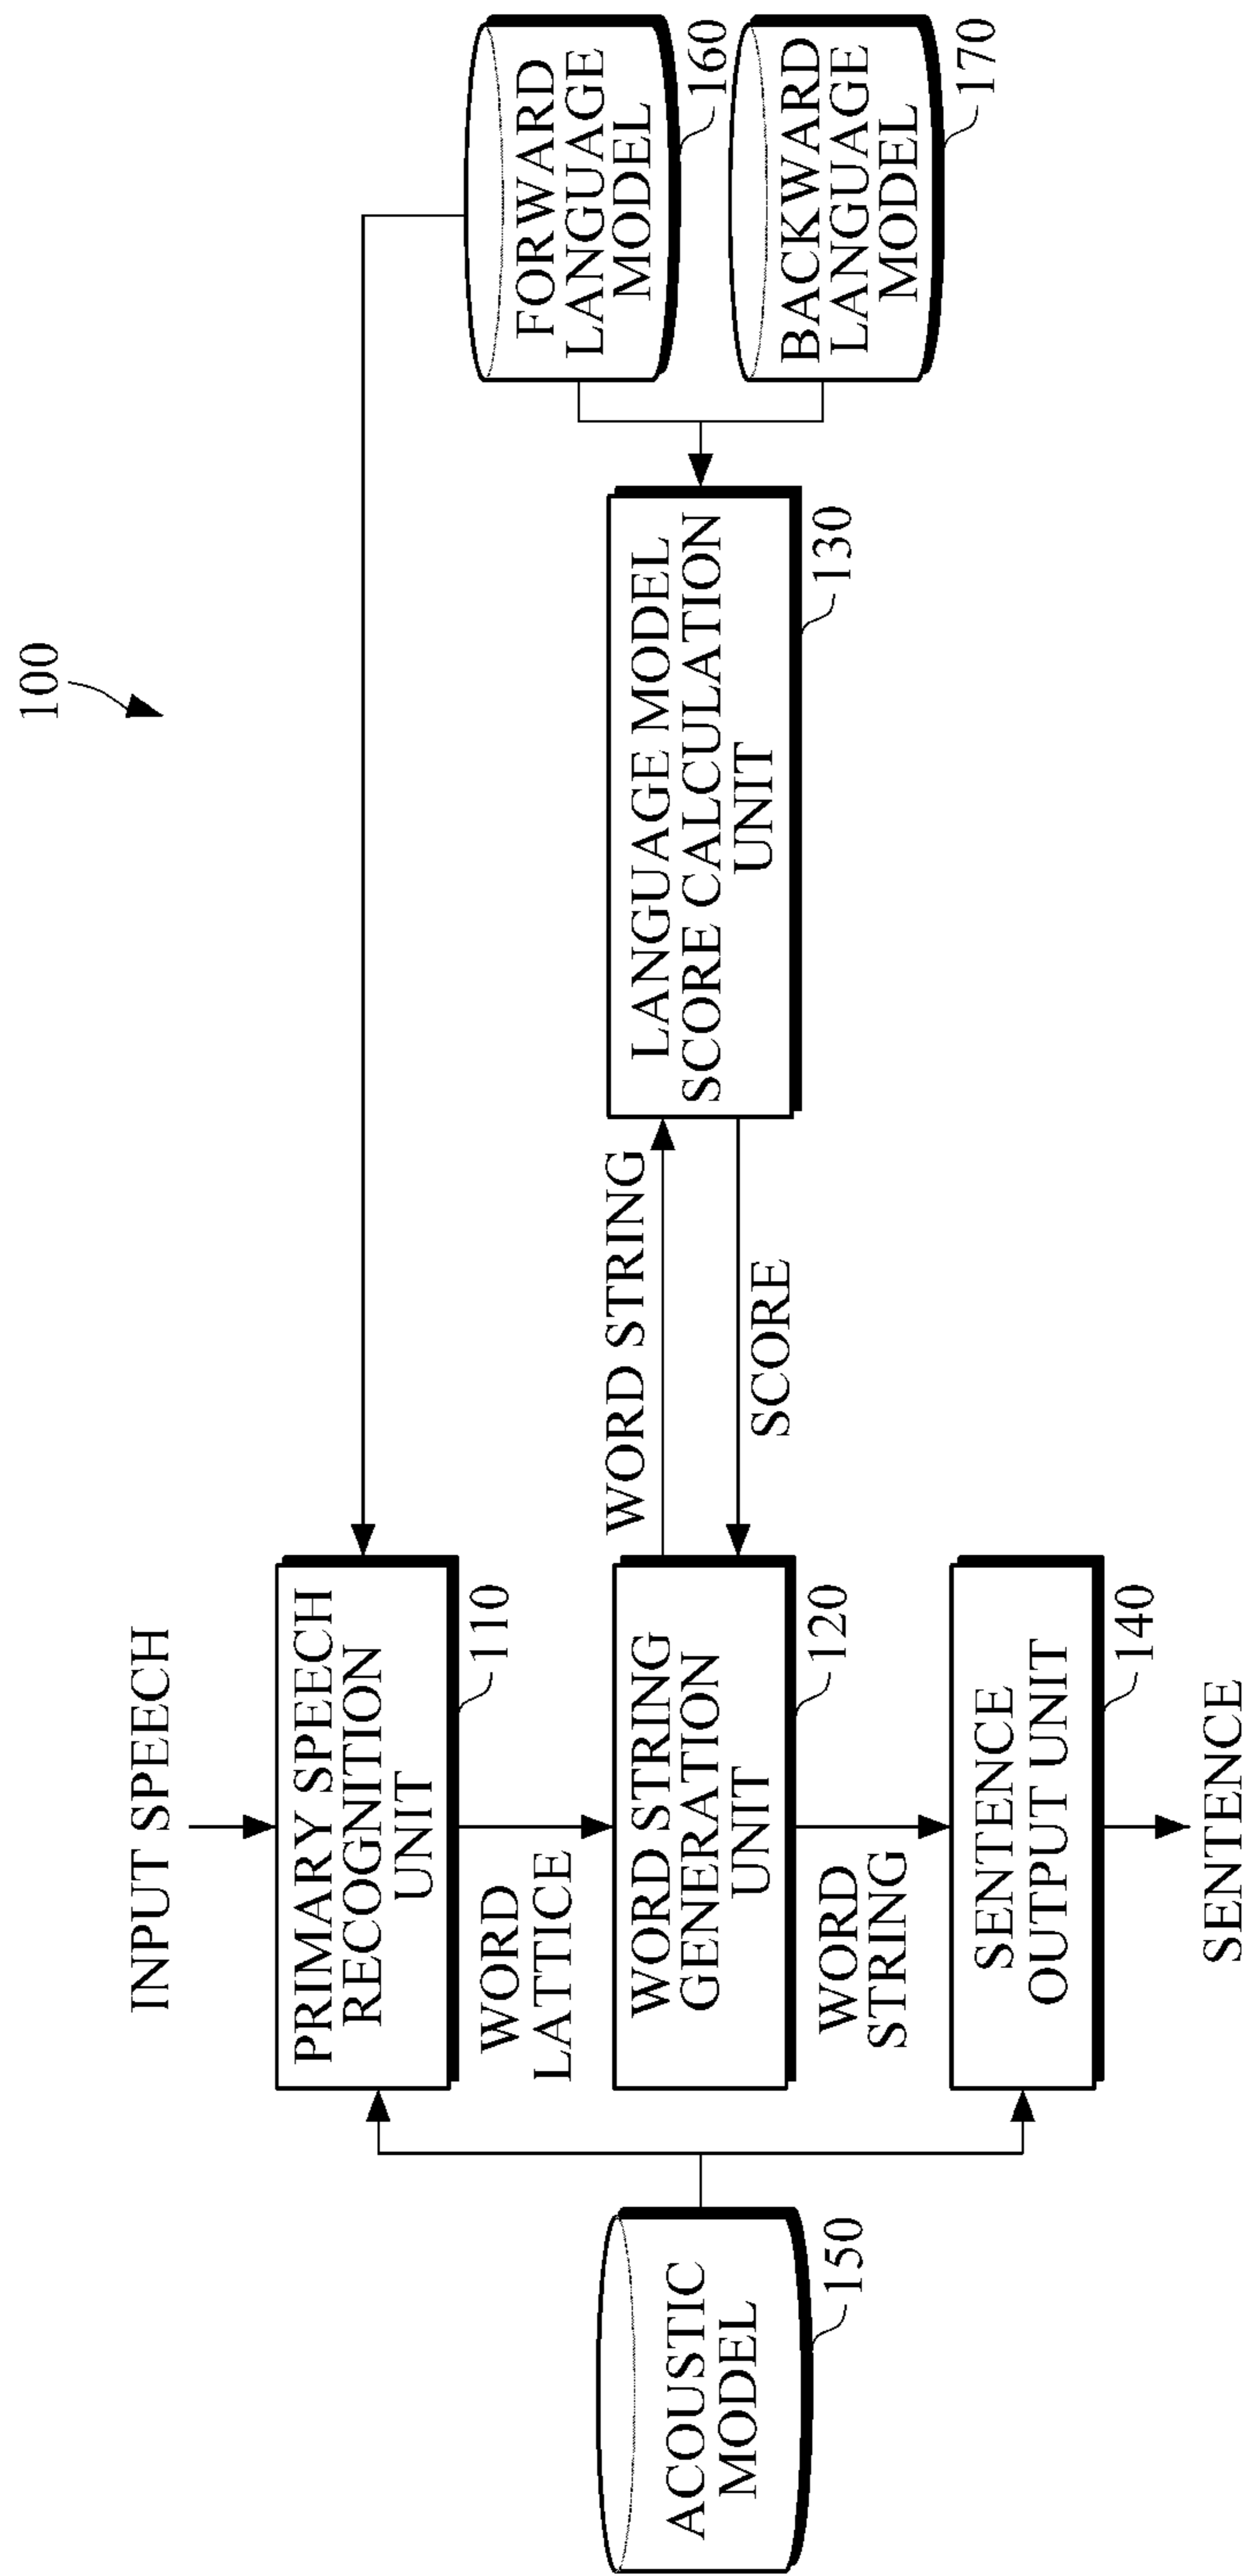 100
INPUT SPEECH
PRIMARY SPEECH
RECOGNITION
UNIT
110
WORD
LATTICE
ACOUSTIC
MODEL
150
WORD STRING
GENERATION
UNIT
120
WORD STRING
SCORE
LANGUAGE MODEL
SCORE CALCULATION
UNIT
130
FORWARD
LANGUAGE
MODEL
160
BACKWARD
LANGUAGE
MODEL
170
WORD
STRING
SENTENCE
OUTPUT UNIT
140
SENTENCE